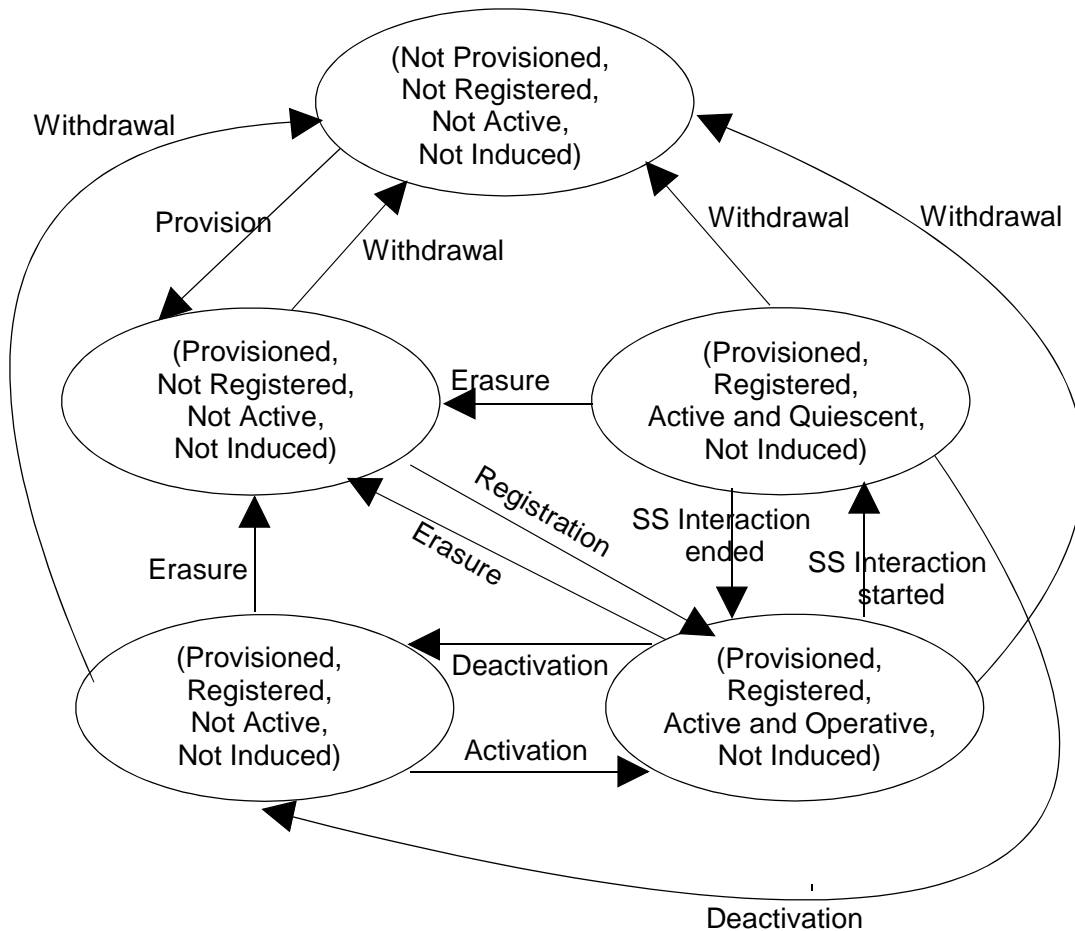 (Not Provisioned,
Not Registered,
Not Active,
Not Induced)
Withdrawal
Provision
Withdrawal
Withdrawal
Withdrawal
(Provisioned,
Not Registered,
Not Active,
Not Induced)
Erasure
(Provisioned,
Registered,
Active and Quiescent,
Not Induced)
Registration
Erasure
SS Interaction
ended
SS Interaction
started
Erasure
(Provisioned,
Registered,
Not Active,
Not Induced)
Deactivation
Activation
(Provisioned,
Registered,
Active and Operative,
Not Induced)
Deactivation